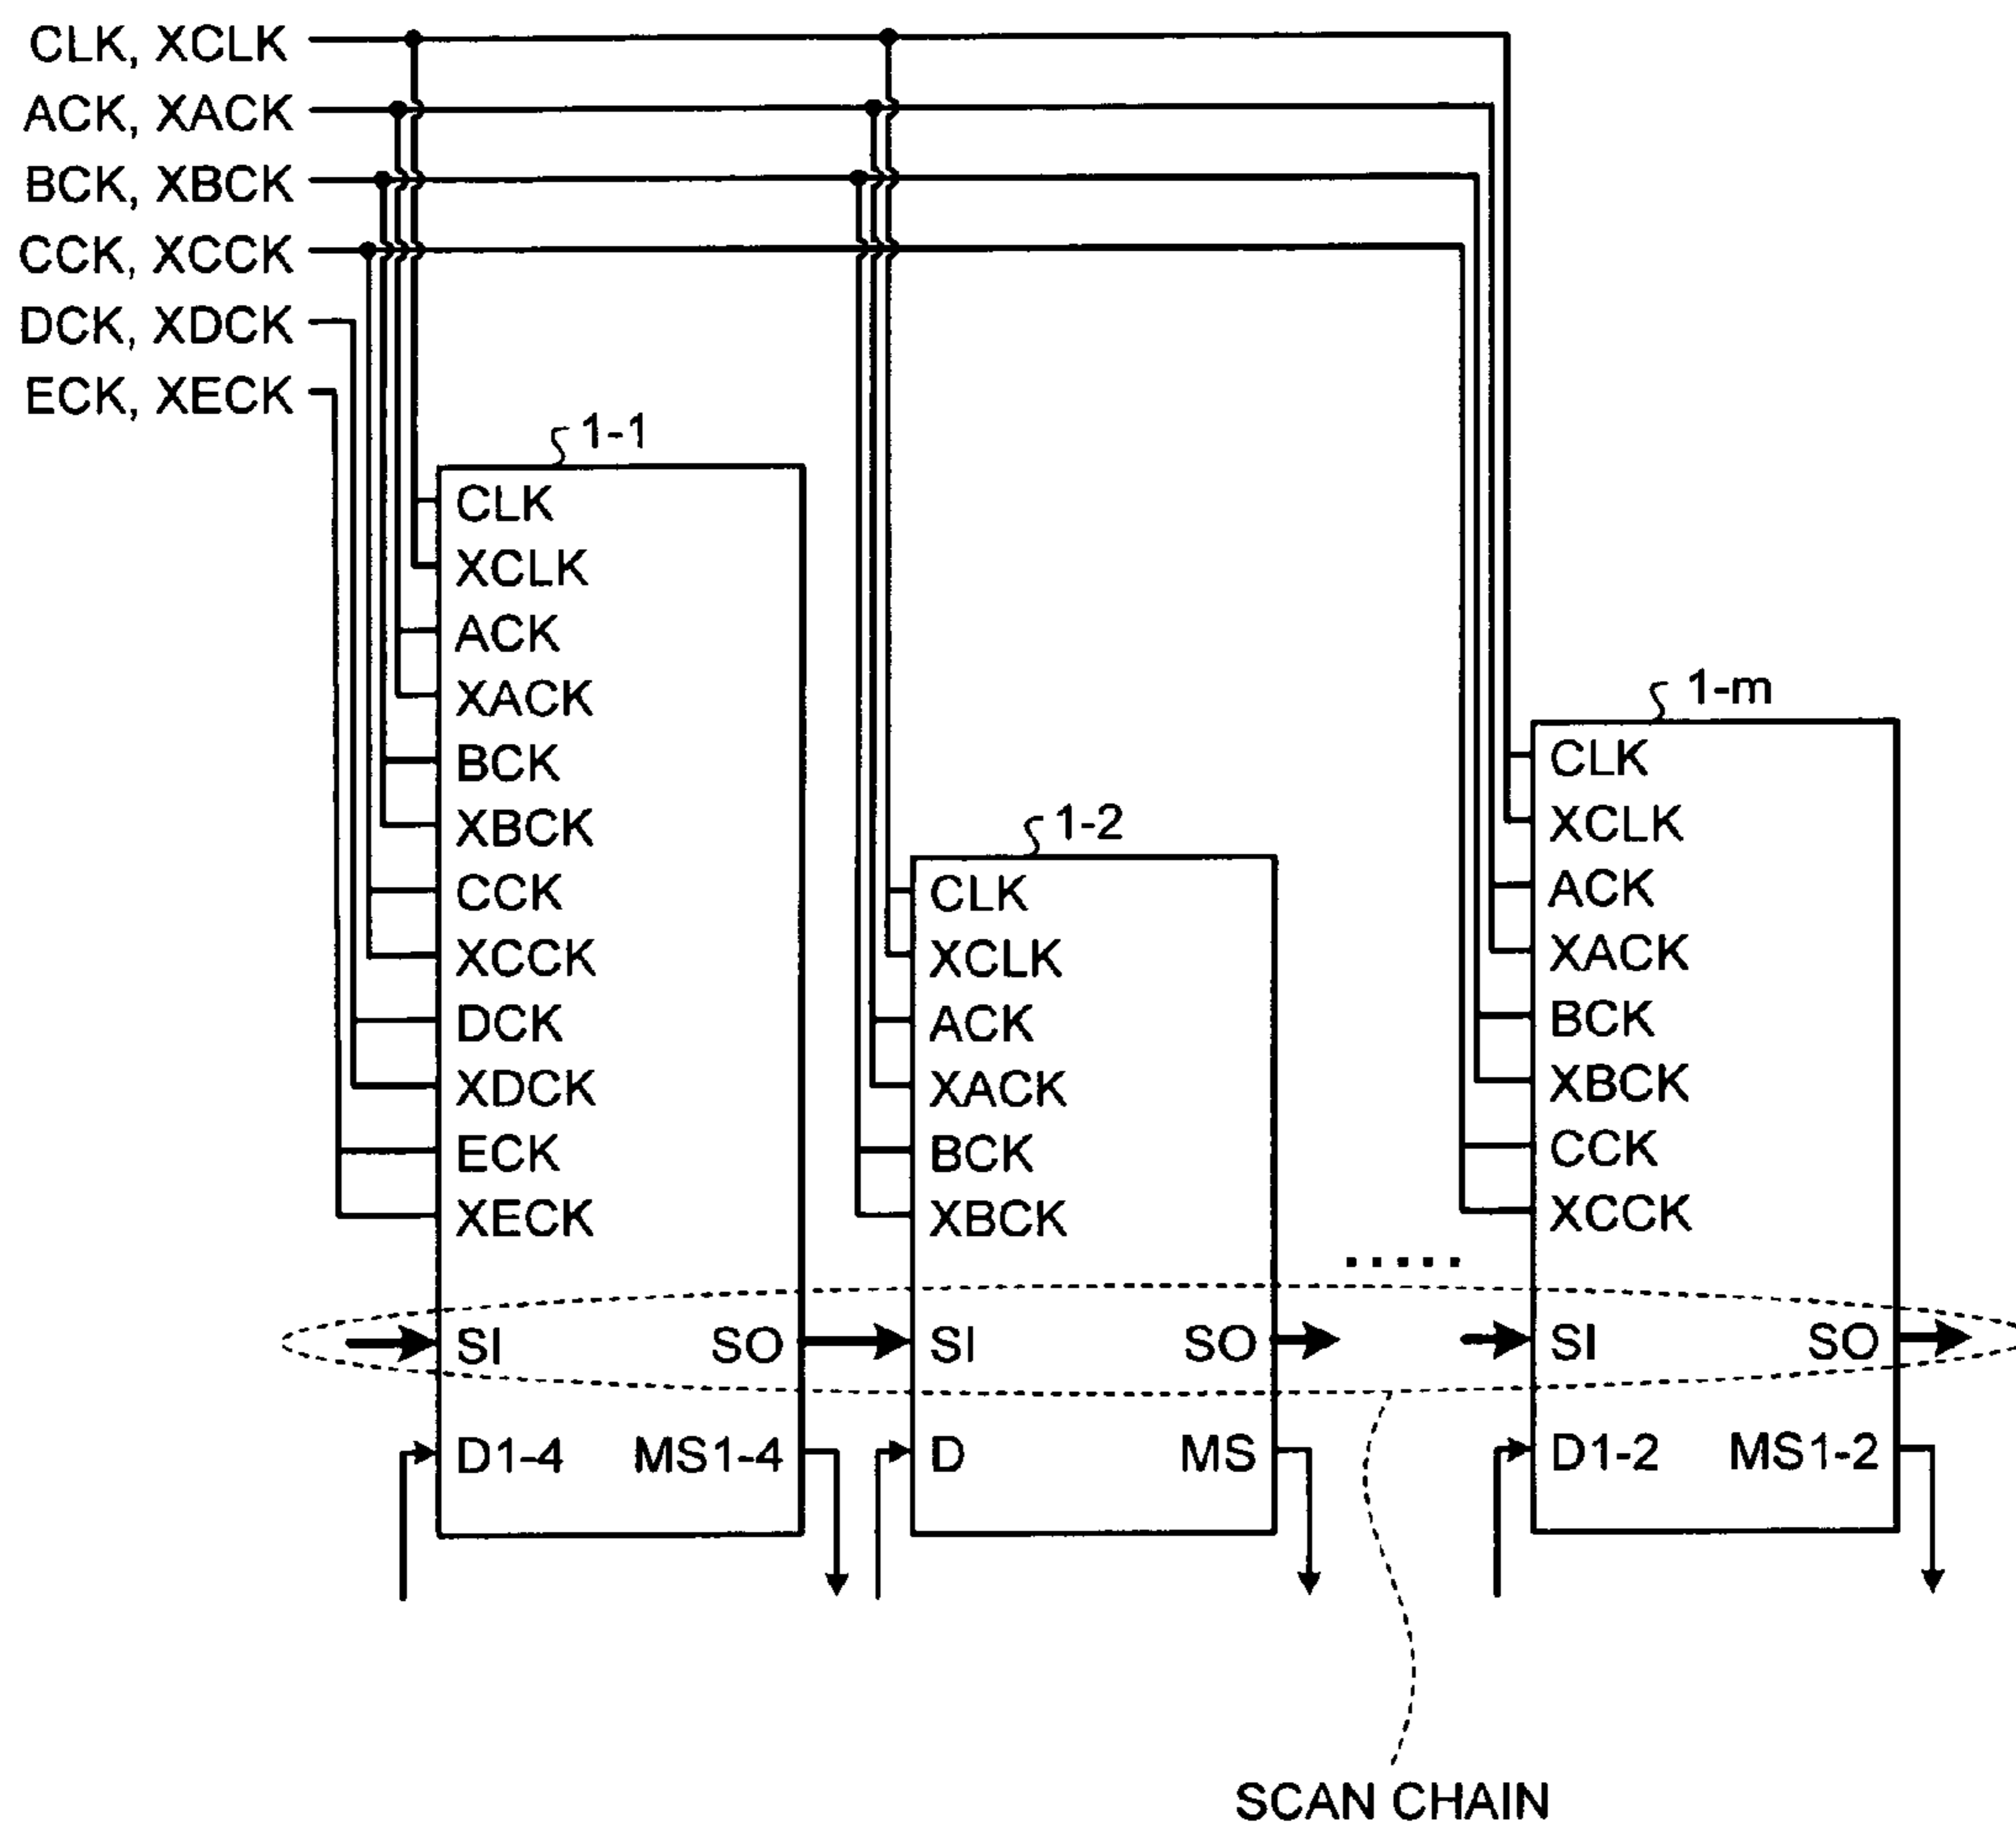 CLK, XCLK
ACK, XACK
BCK, XBCK
CCK, XCCK
DCK, XDCK
ECK, XECK
1-1
CLK
XCLK
ACK
XACK
BCK
XBCK
CCK
XCCK
DCK
XDCK
ECK
XECK
SI SO
D1-4 MS1-4
1-2
CLK
XCLK
ACK
XACK
BCK
XBCK
SI SO
D MS
.....
1-m
CLK
XCLK
ACK
XACK
BCK
XBCK
CCK
XCCK
SI SO
D1-2 MS1-2
SCAN CHAIN